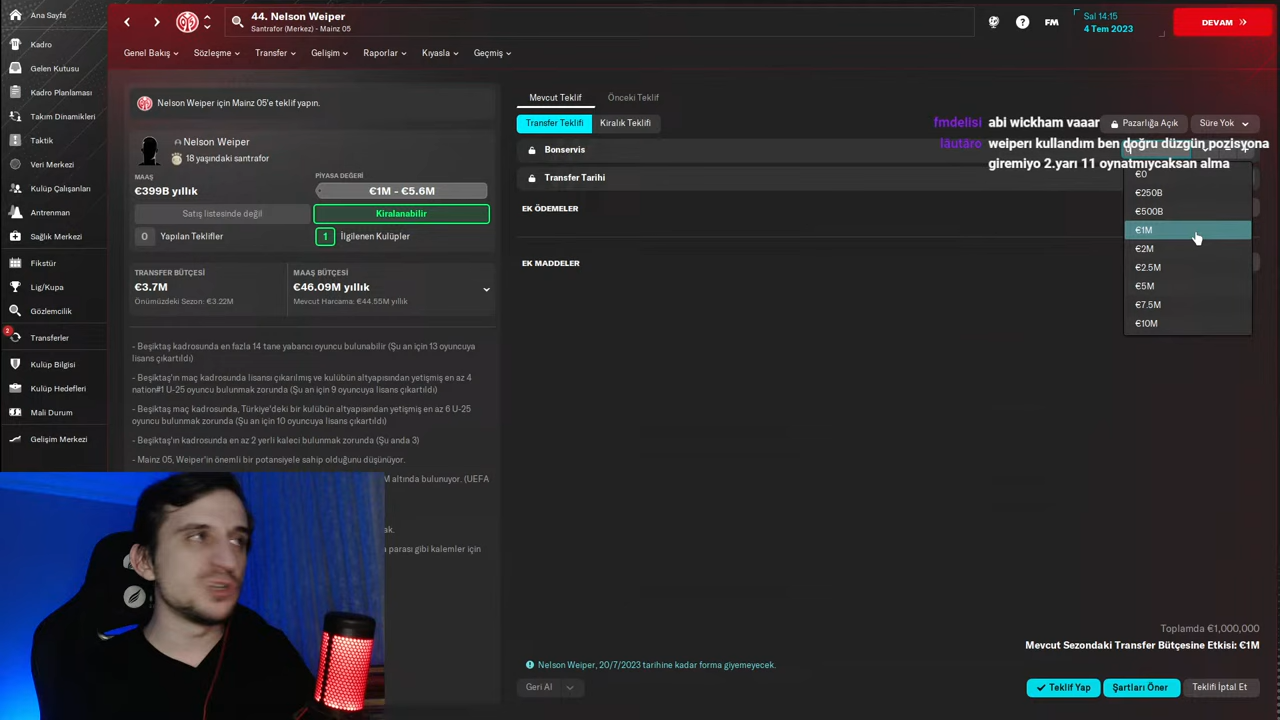 Ana Sayfa
44. Nelson Weiper
Santrafor (Merkez) - Mainz 05
FM
Sal 14:15
4 Tem 2023
DEVAM
Genel Bakış
Sözleşme
Transfer
Gelişim
Raporlar
Kıyasla
Geçmiş
Kadro
Gelen Kutusu
Kadro Planlaması
Takım Dinamikleri
Taktik
Veri Merkezi
Kulüp Çalışanları
Antrenman
Sağlık Merkezi
Fikstür
Lig/Kupa
Gözlemcilik
2
Transferler
Kulüp Bilgisi
Kulüp Hedefleri
Mali Durum
Gelişim Merkezi
Nelson Weiper için Mainz 05'e teklif yapın.
Nelson Weiper
18 yaşındaki santrafor
MAAŞ
€399B yıllık
PİYASA DEĞERİ
€1M - €5.6M
Satış listesinde değil
Kiralanabilir
0 Yapılan Teklifler
1 İlgilenen Kulüpler
TRANSFER BÜTÇESİ
€3.7M
Önümüzdeki Sezon: €3.22M
MAAŞ BÜTÇESİ
€46.09M yıllık
Mevcut Harcama: €44.55M yıllık
- Beşiktaş kadrosunda en fazla 14 tane yabancı oyuncu bulunabilir (Şu an için 13 oyuncuya
lisans çıkartıldı)
- Beşiktaş'ın maç kadrosunda lisansı çıkarılmış ve kulübün altyapısından yetişmiş en az 4
nation#1 U-25 oyuncu bulunmak zorunda (Şu an için 9 oyuncuya lisans çıkartıldı)
- Beşiktaş maç kadrosunda, Türkiye'deki bir kulübün altyapısından yetişmiş en az 6 U-25
oyuncu bulunmak zorunda (Şu an için 10 oyuncuya lisans çıkartıldı)
- Beşiktaş'ın kadrosunda en az 2 yerli kaleci bulunmak zorunda (Şu anda 3)
- Mainz 05, Weiper'in önemli bir potansiyele sahip olduğunu düşünüyor.
M altında bulunuyor. (UEFA
parası gibi kalemler için
Mevcut Teklif
Önceki Teklif
Transfer Teklifi
Kiralık Teklifi
Pazarlığa Açık
Süre Yok
Bonservis
Transfer Tarihi
EK ÖDEMELER
EK MADDELER
fmdelisi abi wickham vaaar
läutäro weiperı kullandım ben doğru düzgün pozisyona
giremiyo 2.yarı 11 oynatmıycaksan alma
€0
€250B
€500B
€1M
€2M
€2.5M
€5M
€7.5M
€10M
Toplamda €1,000,000
Mevcut Sezondaki Transfer Bütçesine Etkisi: €1M
Nelson Weiper, 20/7/2023 tarihine kadar forma giyemeyecek.
Geri Al
Teklif Yap
Şartları Öner
Teklifi İptal Et